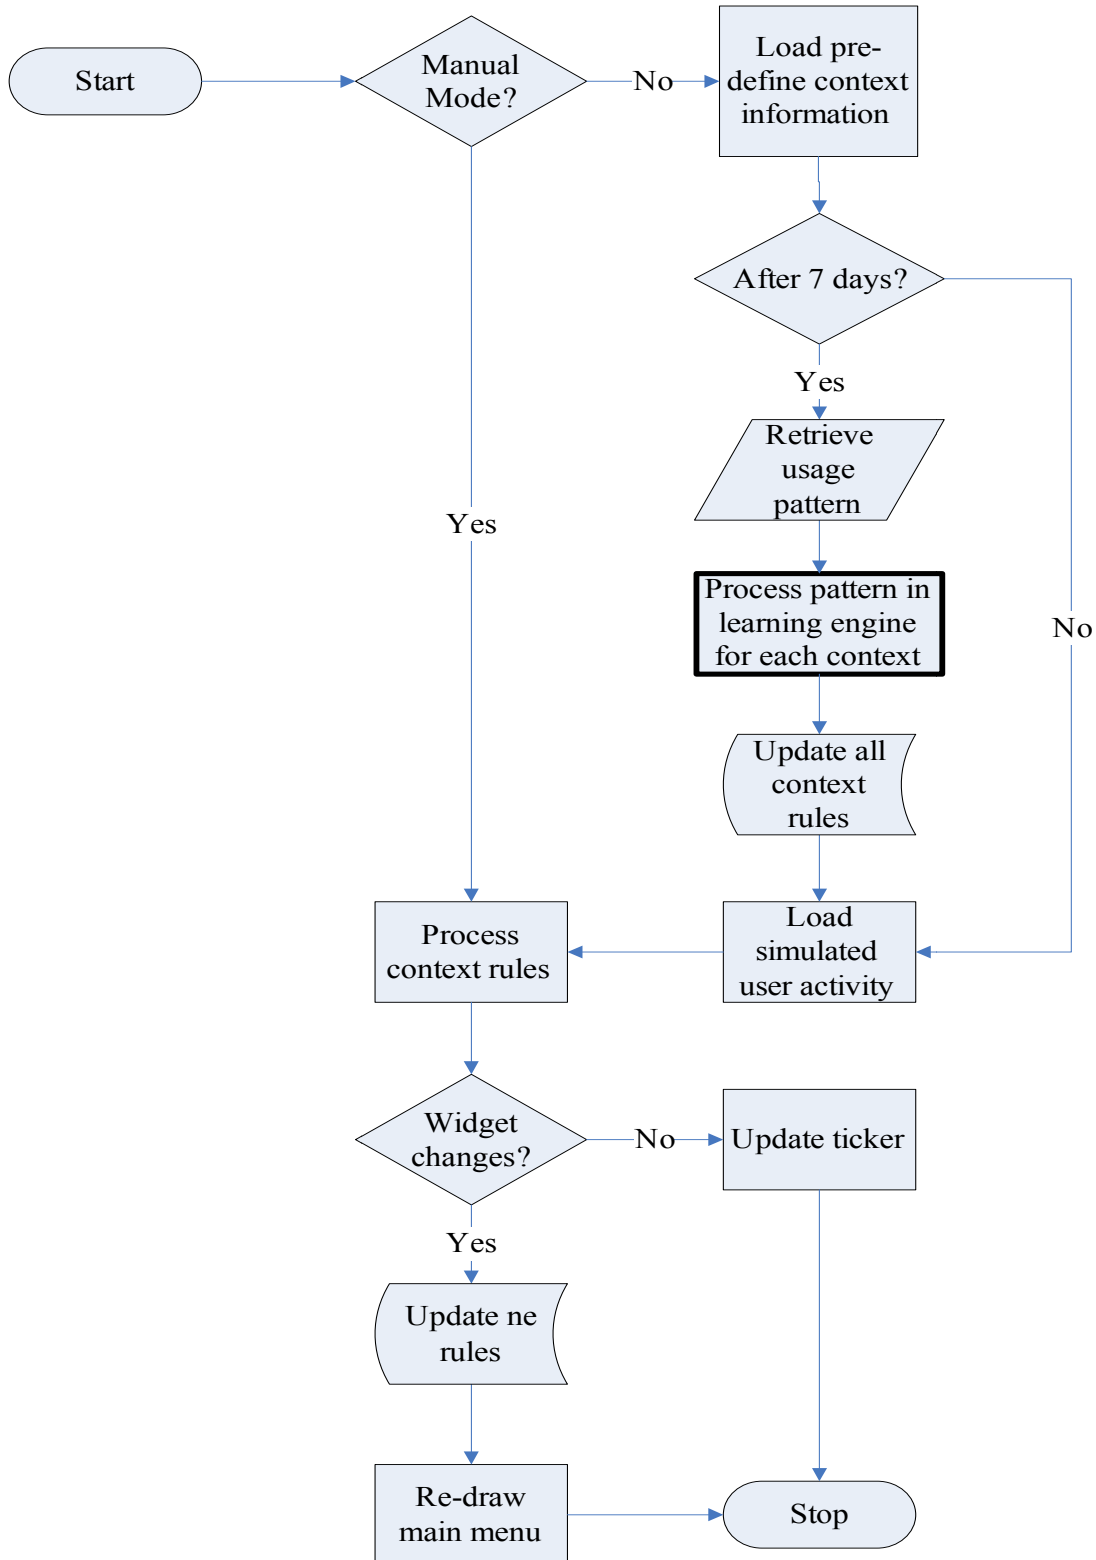 Start
Manual
Mode?
No
Load pre-
define context
information
After 7 days?
Yes
No
Retrieve
usage
pattern
Process pattern in
learning engine
for each context
Update all
context
rules
Load
simulated
user activity
Yes
Process
context rules
Widget
changes?
No
Update ticker
Yes
Update ne
rules
Re-draw
main menu
Stop